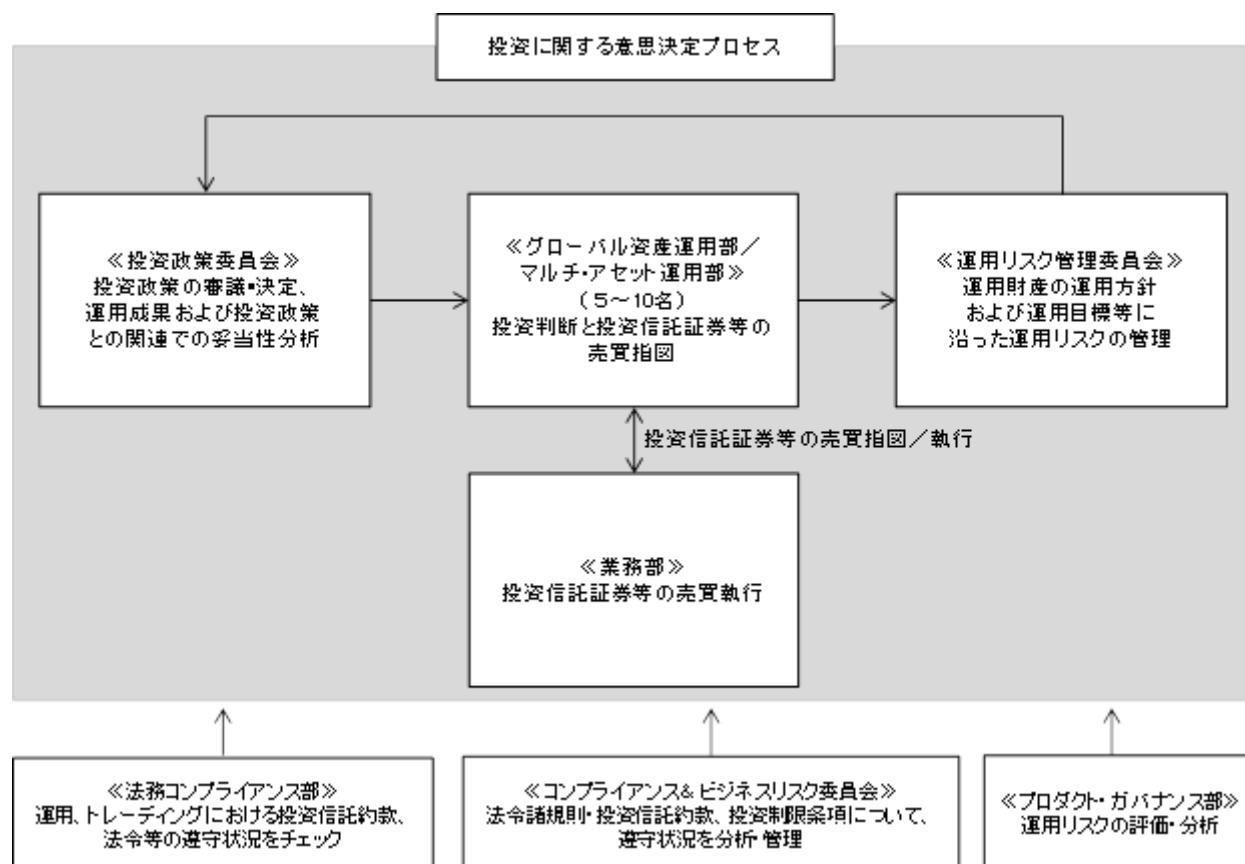 投資に関する意思決定プロセス
≪投資政策委員会≫
投資政策の審議・決定、
運用成果および投資政策
との関連での妥当性分析
≪グローバル資産運用部/
マルチ・アセット運用部≫
(5~10名)
投資判断と投資信託証券等の
売買指図
≪運用リスク管理委員会≫
運用財産の運用方針
および運用目標等に
沿った運用リスクの管理
投資信託証券等の売買指図/執行
≪業務部≫
投資信託証券等の売買執行
≪法務コンプライアンス部≫
運用、トレーディングにおける投資信託約款、
法令等の遵守状況をチェック
≪コンプライアンス&ビジネスリスク委員会≫
法令諸規則・投資信託約款、投資制限条項について、
遵守状況を分析・管理
≪プロダクト・ガバナンス部≫
運用リスクの評価・分析